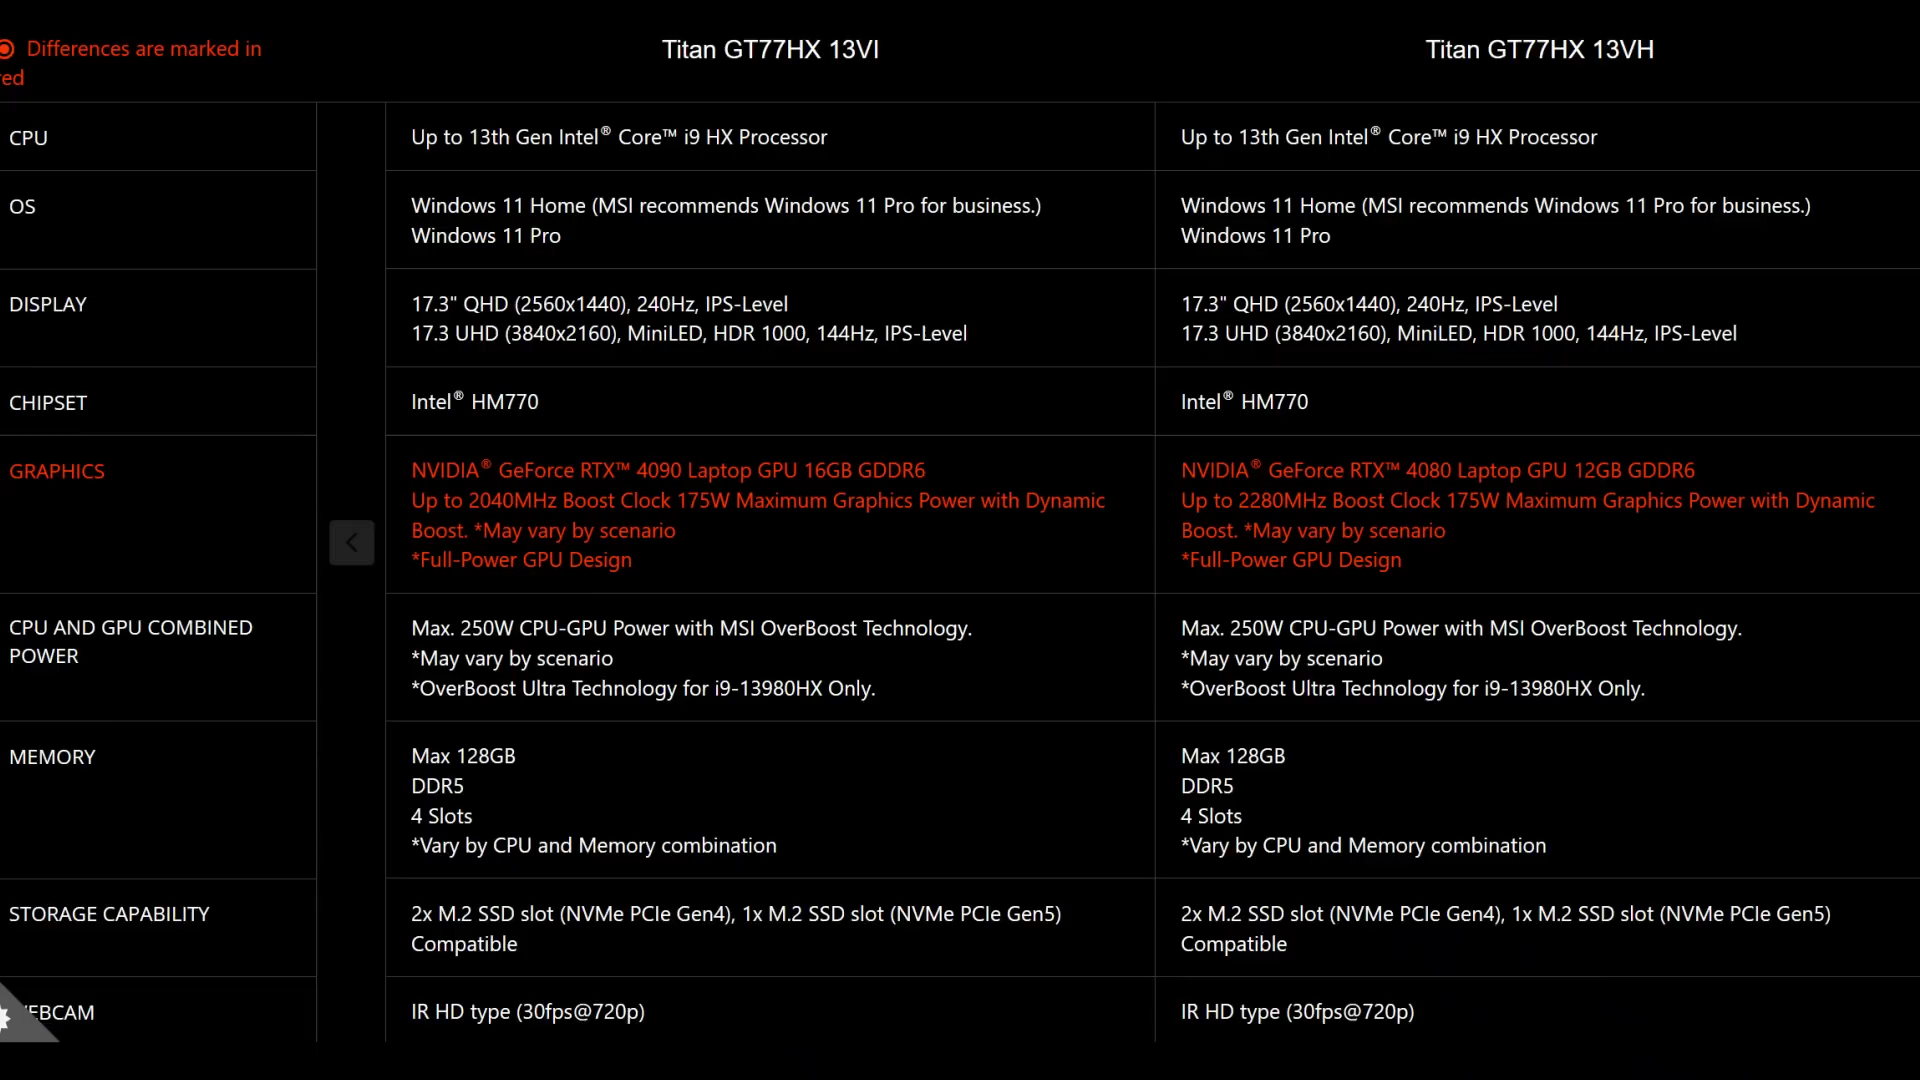 Differences are marked in
red
Titan GT77HX 13VI
Titan GT77HX 13VH
CPU
Up to 13th Gen Intel® Core™ i9 HX Processor
Up to 13th Gen Intel® Core™ i9 HX Processor
OS
Windows 11 Home (MSI recommends Windows 11 Pro for business.)
Windows 11 Pro
Windows 11 Home (MSI recommends Windows 11 Pro for business.)
Windows 11 Pro
DISPLAY
17.3" QHD (2560x1440), 240Hz, IPS-Level
17.3 UHD (3840x2160), MiniLED, HDR 1000, 144Hz, IPS-Level
17.3" QHD (2560x1440), 240Hz, IPS-Level
17.3 UHD (3840x2160), MiniLED, HDR 1000, 144Hz, IPS-Level
CHIPSET
Intel® HM770
Intel® HM770
GRAPHICS
NVIDIA® GeForce RTX™ 4090 Laptop GPU 16GB GDDR6
Up to 2040MHz Boost Clock 175W Maximum Graphics Power with Dynamic
Boost. *May vary by scenario
*Full-Power GPU Design
NVIDIA® GeForce RTX™ 4080 Laptop GPU 12GB GDDR6
Up to 2280MHz Boost Clock 175W Maximum Graphics Power with Dynamic
Boost. *May vary by scenario
*Full-Power GPU Design
CPU AND GPU COMBINED
POWER
Max. 250W CPU-GPU Power with MSI OverBoost Technology.
*May vary by scenario
*OverBoost Ultra Technology for i9-13980HX Only.
Max. 250W CPU-GPU Power with MSI OverBoost Technology.
*May vary by scenario
*OverBoost Ultra Technology for i9-13980HX Only.
MEMORY
Max 128GB
DDR5
4 Slots
*Vary by CPU and Memory combination
Max 128GB
DDR5
4 Slots
*Vary by CPU and Memory combination
STORAGE CAPABILITY
2x M.2 SSD slot (NVMe PCIe Gen4), 1x M.2 SSD slot (NVMe PCIe Gen5)
Compatible
2x M.2 SSD slot (NVMe PCIe Gen4), 1x M.2 SSD slot (NVMe PCIe Gen5)
Compatible
EBCAM
IR HD type (30fps@720p)
IR HD type (30fps@720p)